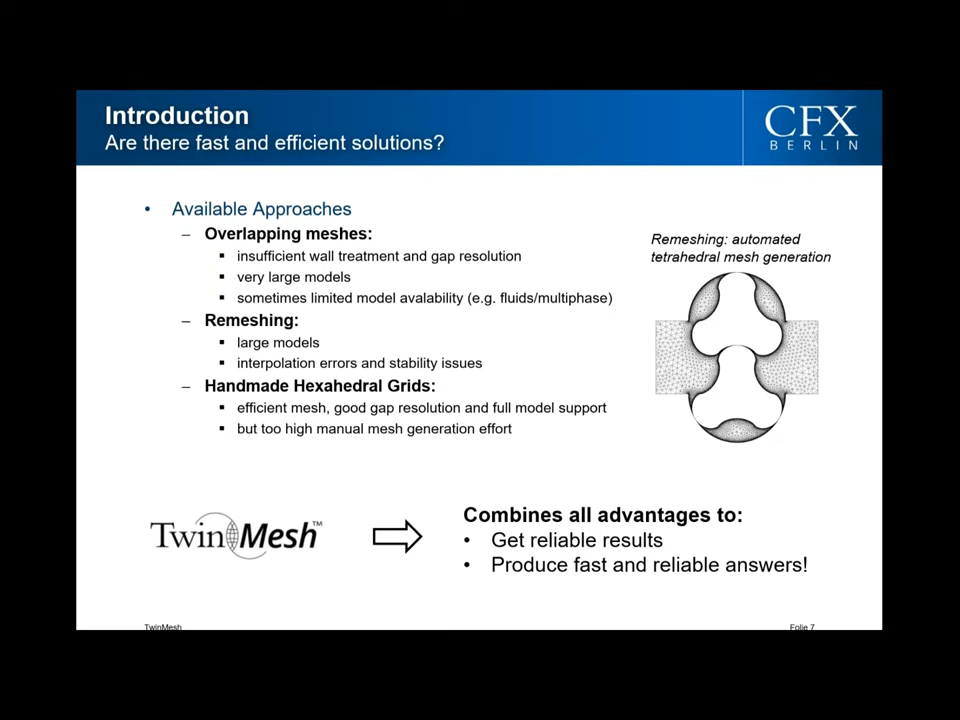 Introduction
Are there fast and efficient solutions?
CFX
BERLIN
• Available Approaches
– Overlapping meshes:
▪ insufficient wall treatment and gap resolution
▪ very large models
▪ sometimes limited model avalability (e.g. fluids/multiphase)
– Remeshing:
▪ large models
▪ interpolation errors and stability issues
– Handmade Hexahedral Grids:
▪ efficient mesh, good gap resolution and full model support
▪ but too high manual mesh generation effort
Remeshing: automated
tetrahedral mesh generation
TwinMesh™
Combines all advantages to:
• Get reliable results
• Produce fast and reliable answers!
TwinMesh
Folie 7